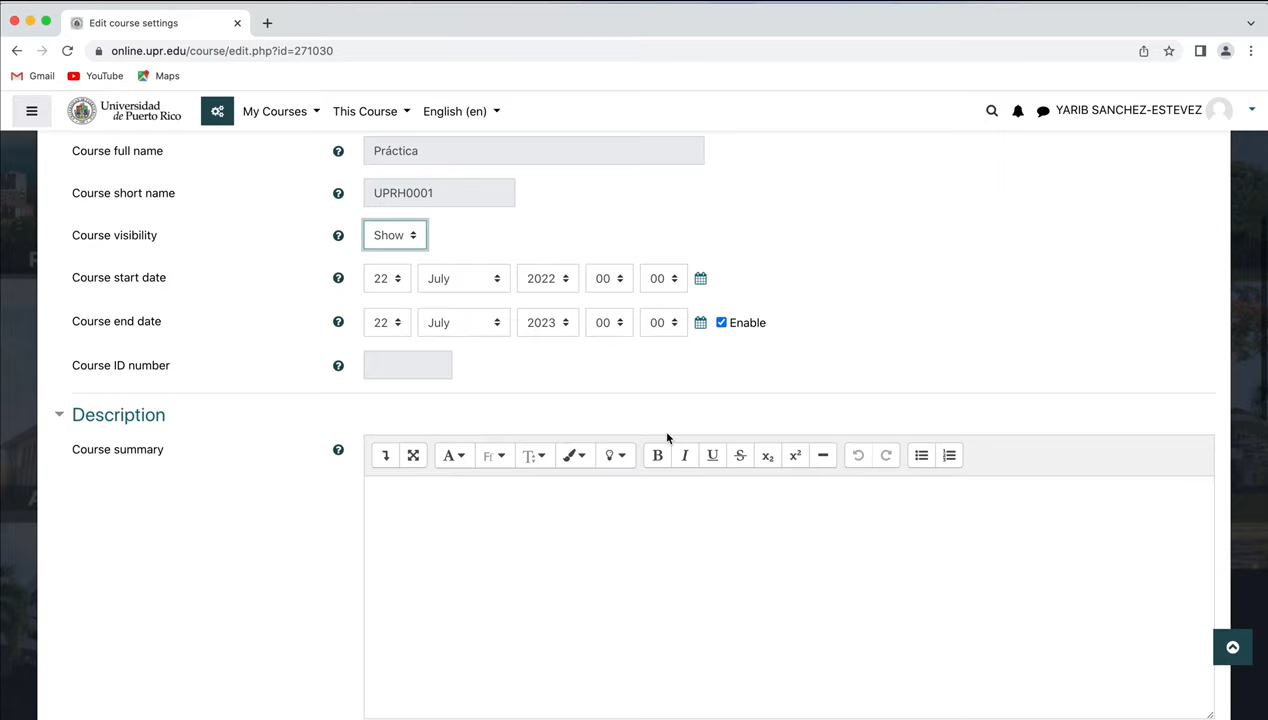 Edit course settings
online.upr.edu/course/edit.php?id=271030
Gmail YouTube Maps
Universidad
de Puerto Rico
My Courses This Course English (en) YARIB SANCHEZ-ESTEVEZ
Course full name Práctica
Course short name UPRH0001
Course visibility Show
Course start date 22 July 2022 00 00
Course end date 22 July 2023 00 00 Enable
Course ID number
Description
Course summary